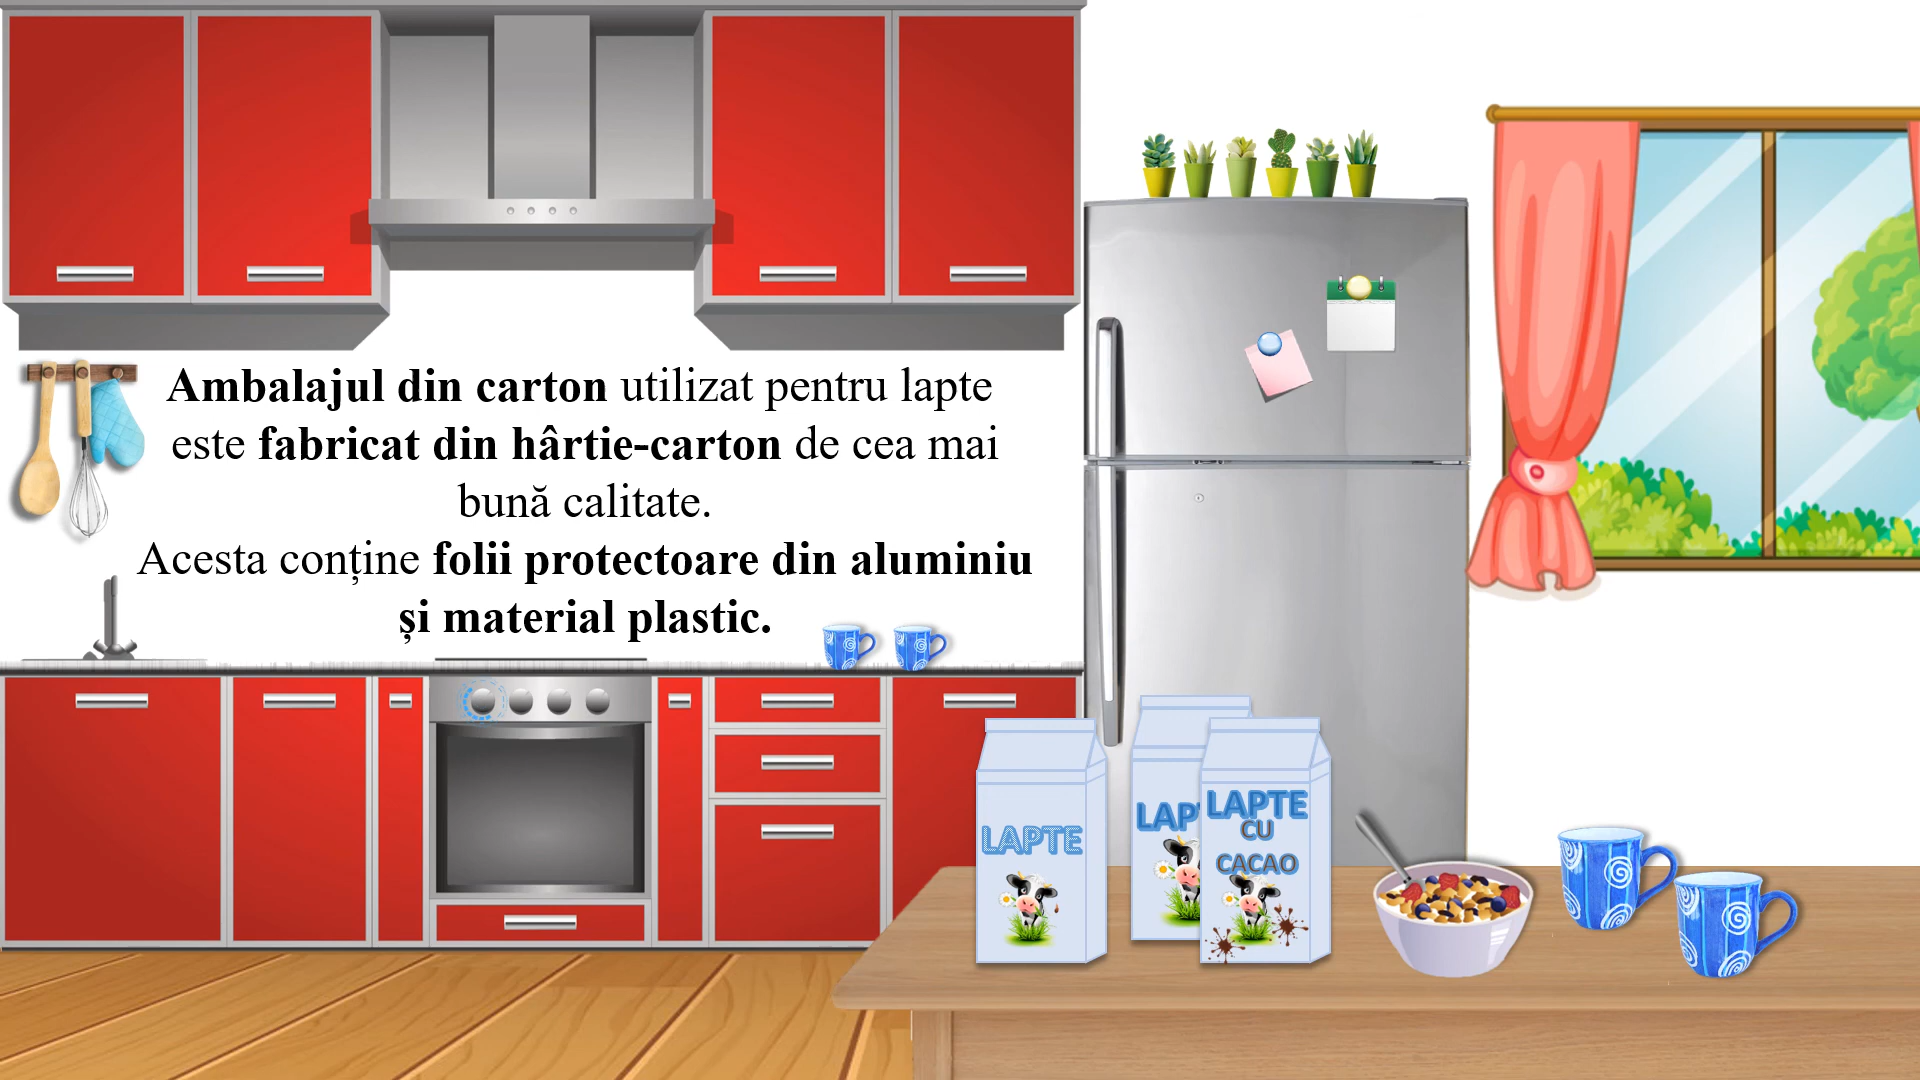 Ambalajul din carton utilizat pentru lapte
este fabricat din hârtie-carton de cea mai
bună calitate.
Acesta conține folii protectoare din aluminiu
și material plastic.
LAPTE
LAP
LAPTE
CU
CACAO